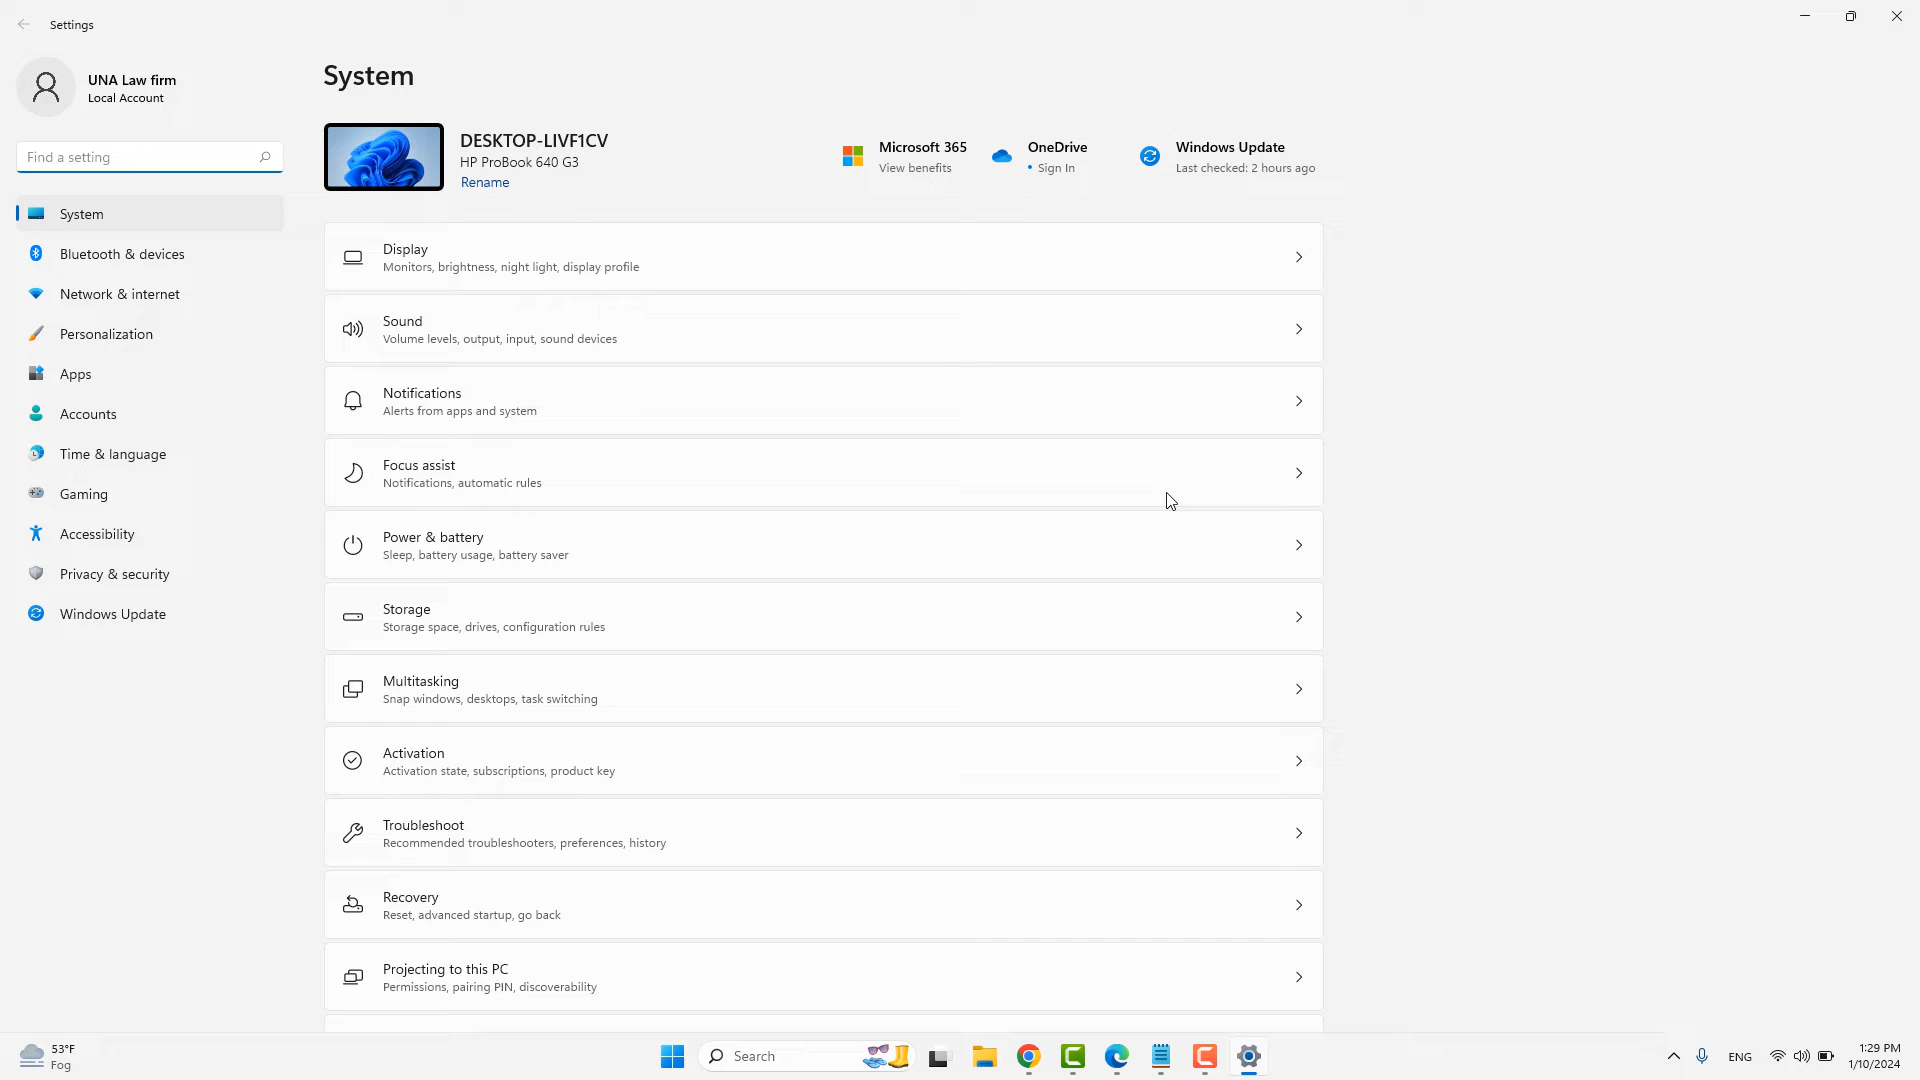 Settings
UNA Law firm
Local Account
Find a setting
System
Bluetooth & devices
Network & internet
Personalization
Apps
Accounts
Time & language
Gaming
Accessibility
Privacy & security
Windows Update
System
DESKTOP-LIVF1CV
HP ProBook 640 G3
Rename
Microsoft 365
View benefits
OneDrive
• Sign In
Windows Update
Last checked: 2 hours ago
Display
Monitors, brightness, night light, display profile
Sound
Volume levels, output, input, sound devices
Notifications
Alerts from apps and system
Focus assist
Notifications, automatic rules
Power & battery
Sleep, battery usage, battery saver
Storage
Storage space, drives, configuration rules
Multitasking
Snap windows, desktops, task switching
Activation
Activation state, subscriptions, product key
Troubleshoot
Recommended troubleshooters, preferences, history
Recovery
Reset, advanced startup, go back
Projecting to this PC
Permissions, pairing PIN, discoverability
53°F
Fog
Search
ENG
1:29 PM
1/10/2024